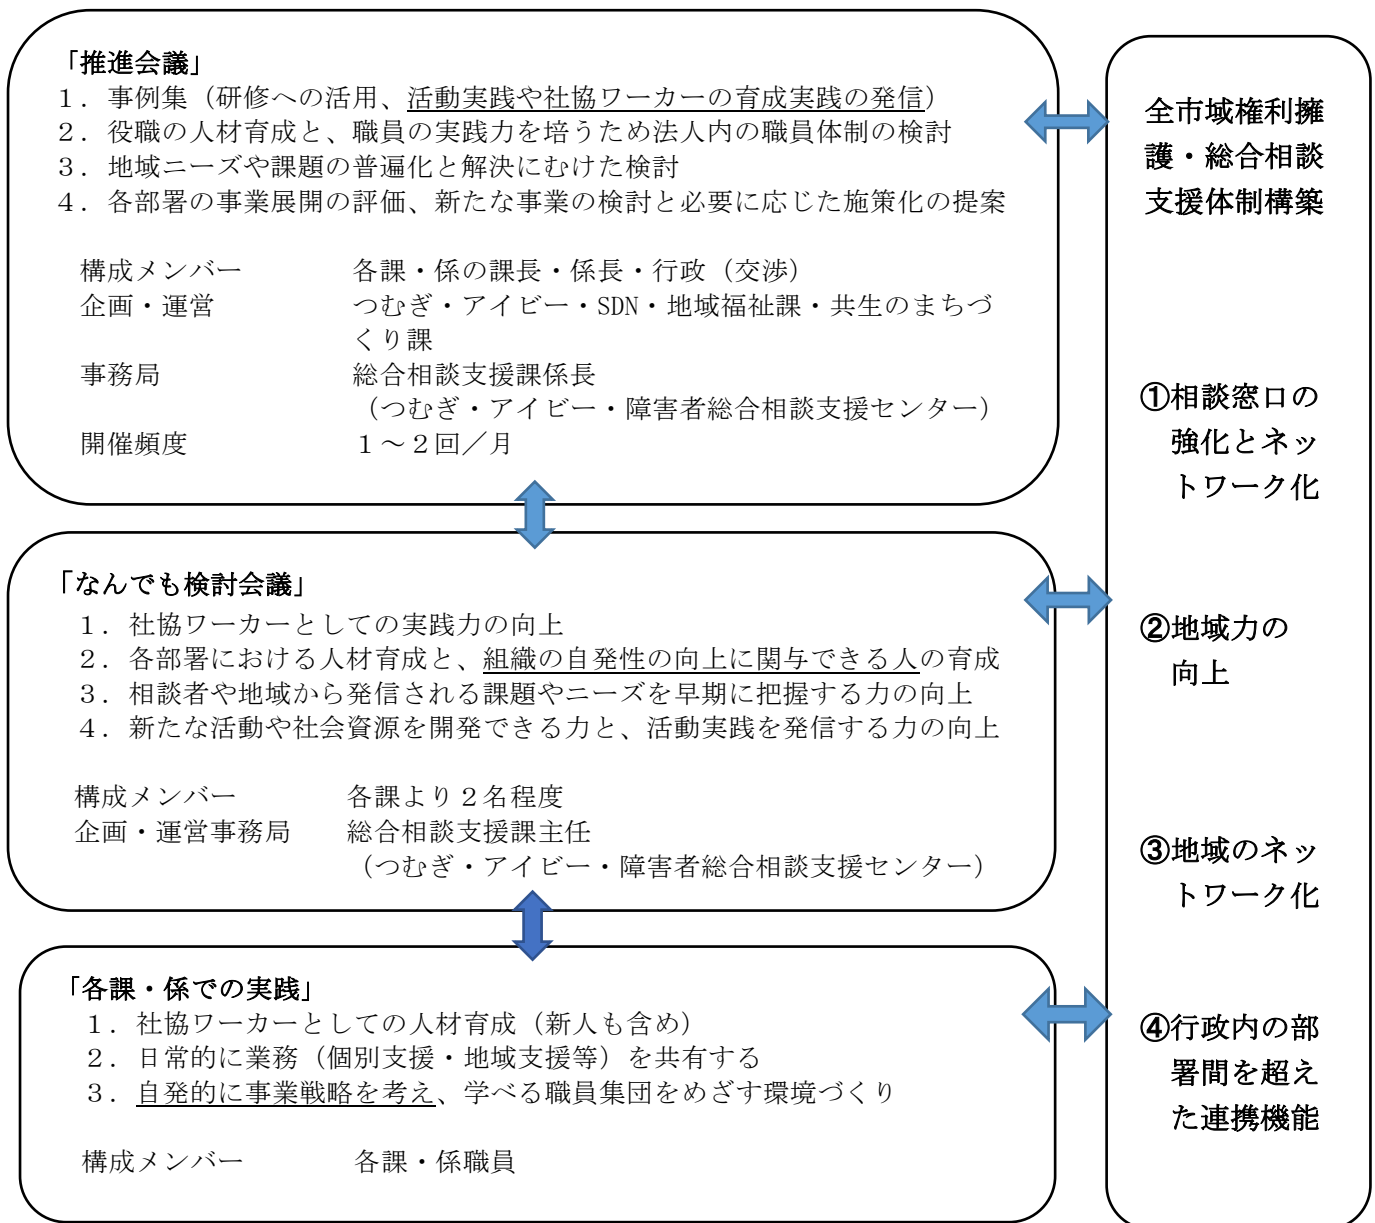 「推進会議」
１．事例集（研修への活用、活動実践や社協ワーカーの育成実践の発信）
２．役職の人材育成と、職員の実践力を培うため法人内の職員体制の検討
３．地域ニーズや課題の普遍化と解決にむけた検討
４．各部署の事業展開の評価、新たな事業の検討と必要に応じた施策化の提案
構成メンバー　各課・係の課長・係長・行政（交渉）
企画・運営　つむぎ・アイビー・SDN・地域福祉課・共生のまちづ
くり課
事務局　総合相談支援課係長
（つむぎ・アイビー・障害者総合相談支援センター）
開催頻度　１～２回／月
「なんでも検討会議」
１．社協ワーカーとしての実践力の向上
２．各部署における人材育成と、組織の自発性の向上に関与できる人の育成
３．相談者や地域から発信される課題やニーズを早期に把握する力の向上
４．新たな活動や社会資源を開発できる力と、活動実践を発信する力の向上
構成メンバー　各課より２名程度
企画・運営事務局　総合相談支援課主任
（つむぎ・アイビー・障害者総合相談支援センター）
「各課・係での実践」
１．社協ワーカーとしての人材育成（新人も含め）
２．日常的に業務（個別支援・地域支援等）を共有する
３．自発的に事業戦略を考え、学べる職員集団をめざす環境づくり
構成メンバー　各課・係職員
全市域権利擁
護・総合相談
支援体制構築
①相談窓口の
強化とネッ
トワーク化
②地域力の
向上
③地域のネッ
トワーク化
④行政内の部
署間を超え
た連携機能